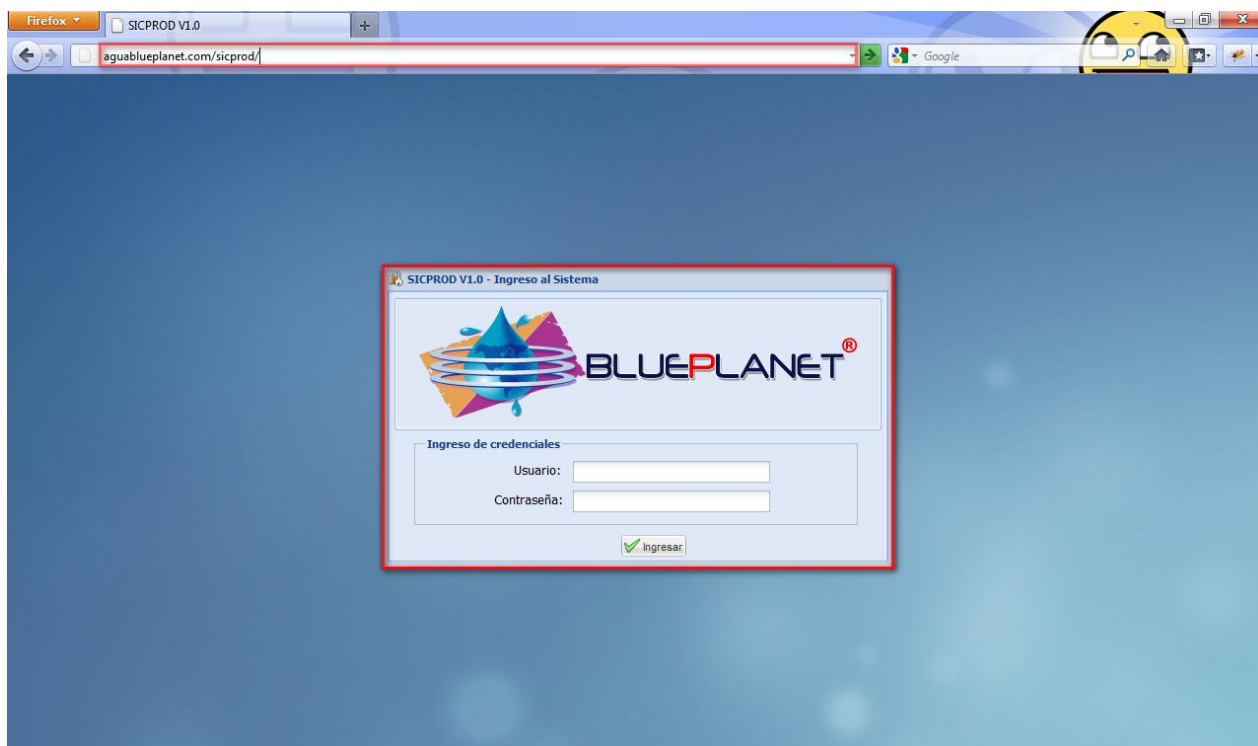 Firefox
SICPROD V1.0
aguablueplanet.com/sicprod/
Google
SICPROD V1.0 - Ingreso al Sistema
BLUEPLANET®
Ingreso de credenciales
Usuario:
Contraseña:
Ingresar